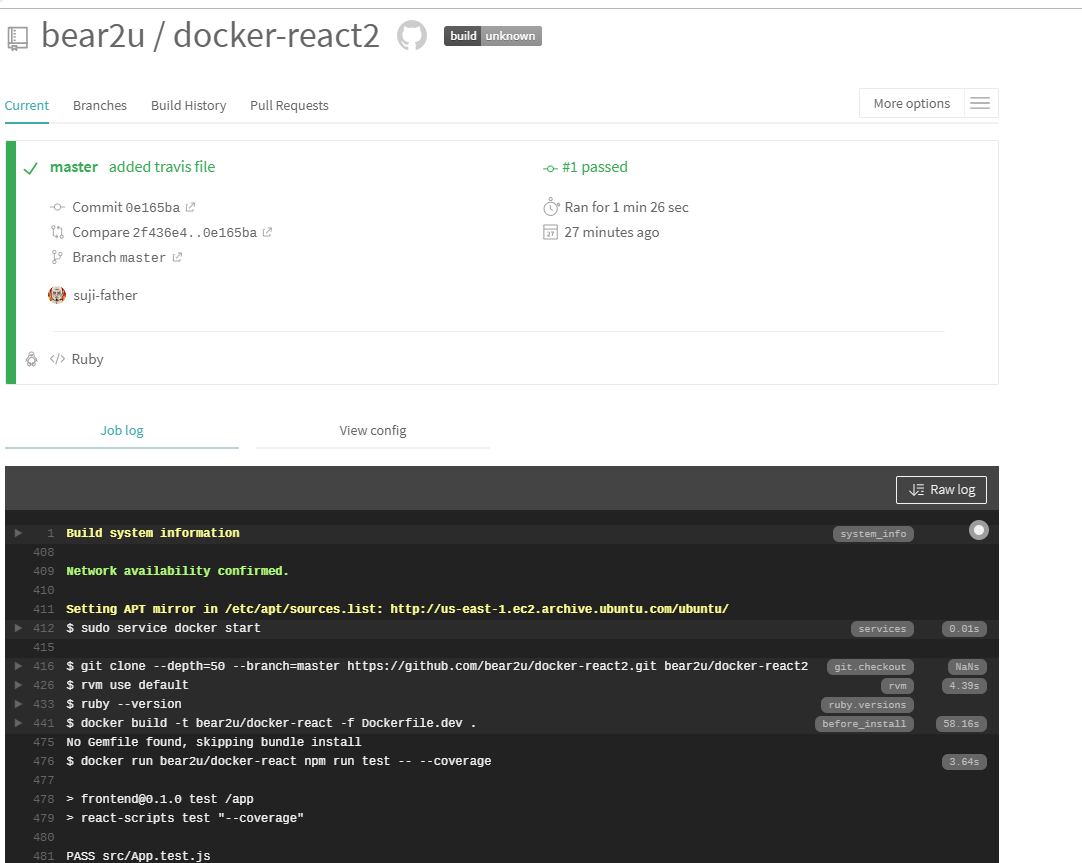 bear2u / docker-react2 build unknown
Current Branches Build History Pull Requests More options
master added travis file #1 passed
Commit 0e165ba Ran for 1 min 26 sec
Compare 2f436e4..0e165ba 27 minutes ago
Branch master
suji-father
</> Ruby
Job log View config
Raw log
1 Build system information system_info
408
409 Network availability confirmed.
410
411 Setting APT mirror in /etc/apt/sources.list: http://us-east-1.ec2.archive.ubuntu.com/ubuntu/
412 $ sudo service docker start services 0.01s
415
416 $ git clone --depth=50 --branch=master https://github.com/bear2u/docker-react2.git bear2u/docker-react2 git.checkout NaNs
426 $ rvm use default rvm 4.39s
433 $ ruby --version ruby.versions
441 $ docker build -t bear2u/docker-react -f Dockerfile.dev . before_install 58.16s
475 No Gemfile found, skipping bundle install
476 $ docker run bear2u/docker-react npm run test -- --coverage 3.64s
477
478 > frontend@0.1.0 test /app
479 > react-scripts test "--coverage"
480
481 PASS src/App.test.js